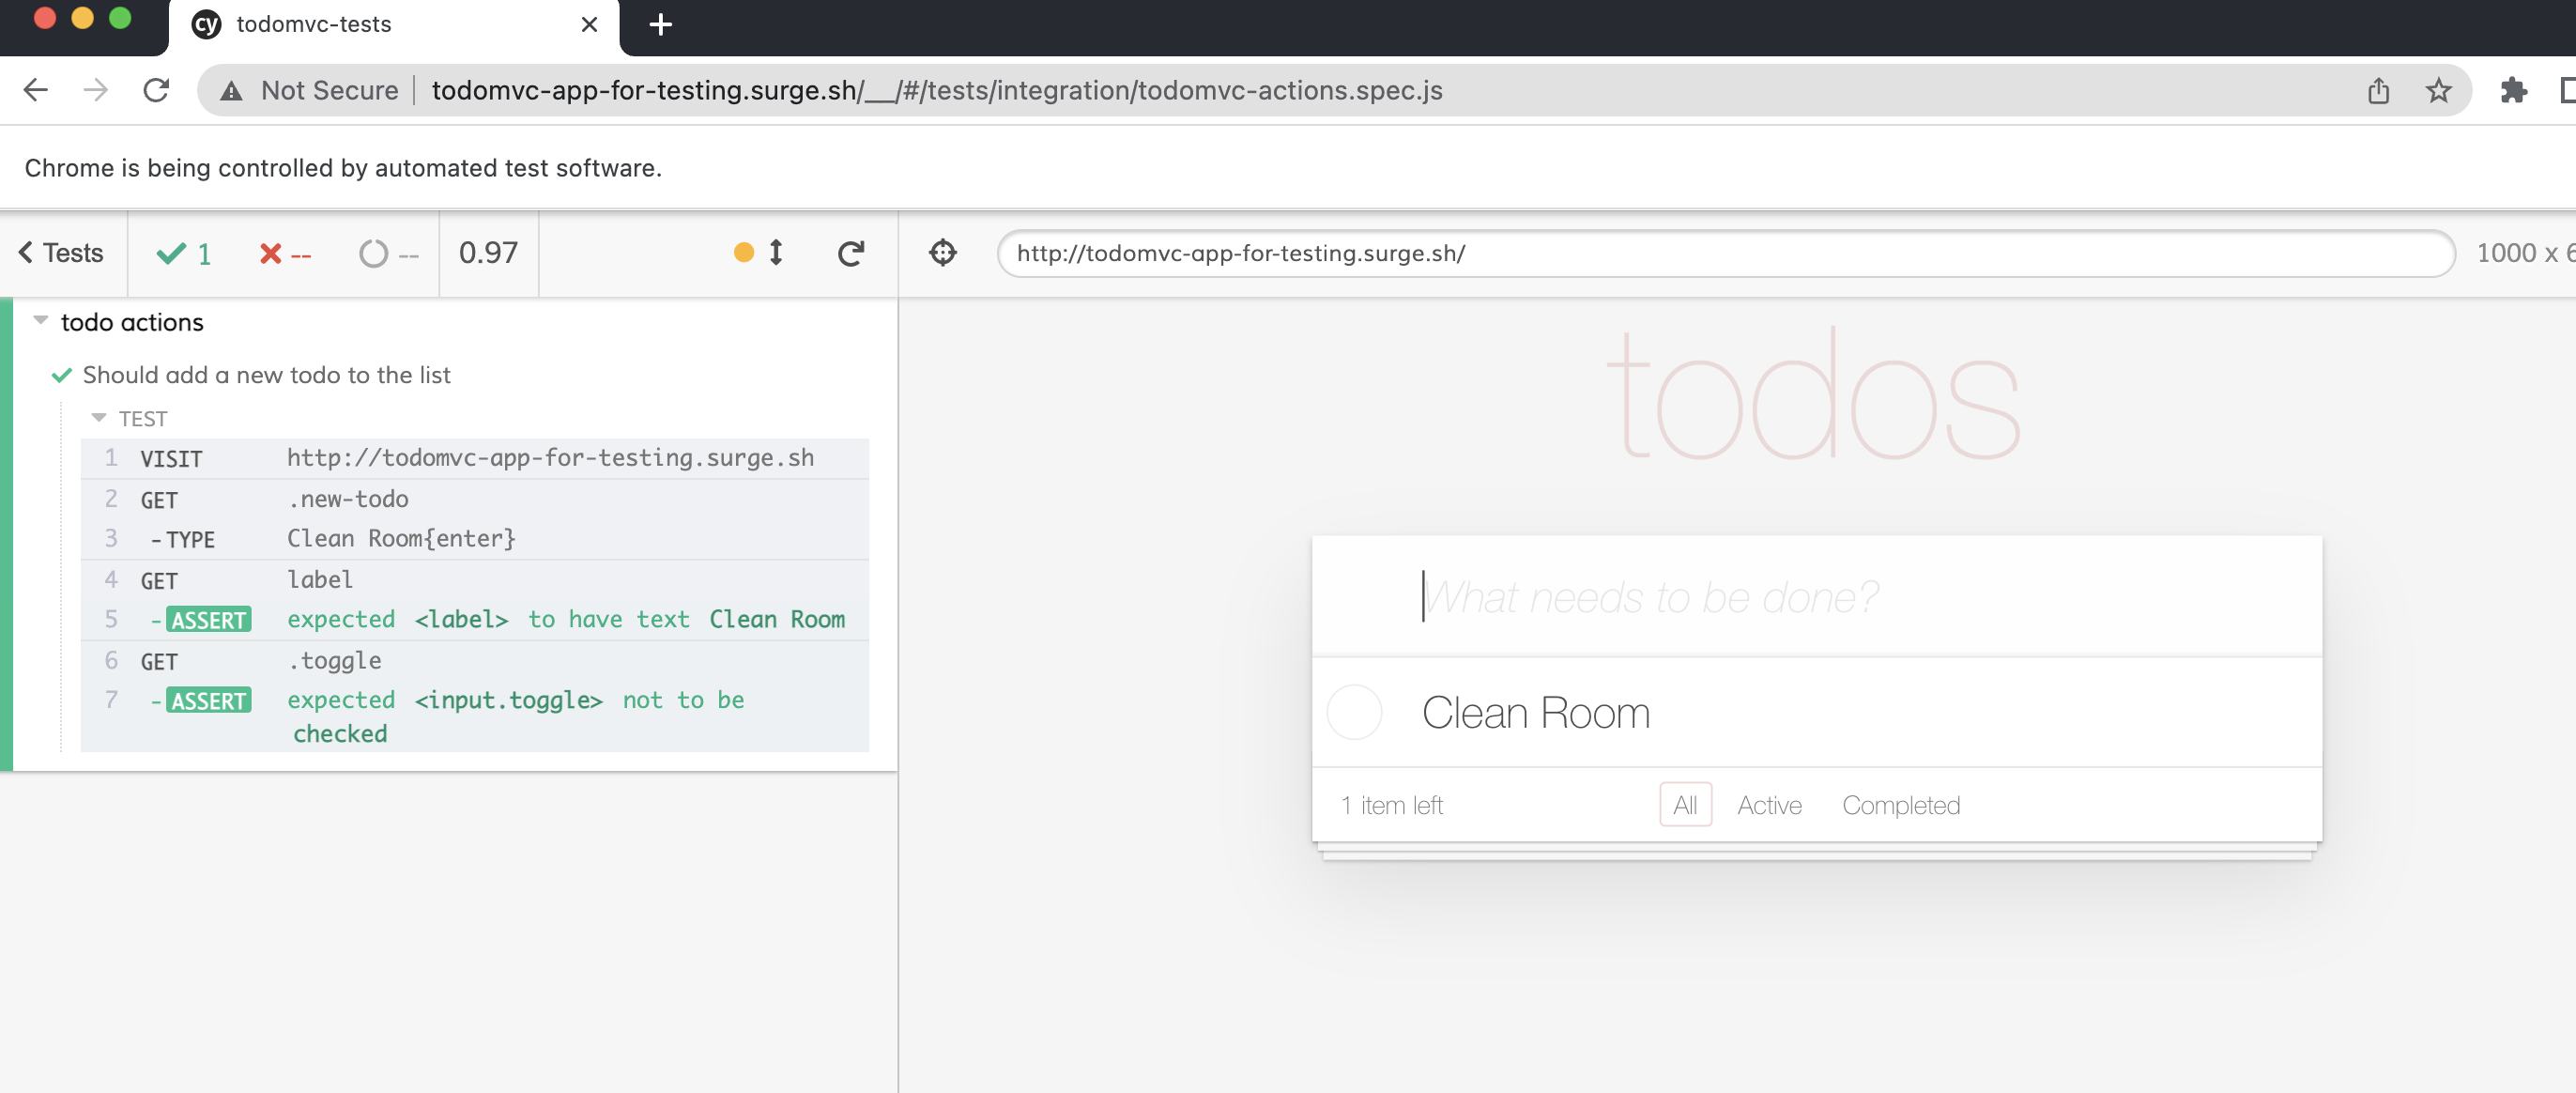 cy todomvc-tests
Not Secure todomvc-app-for-testing.surge.sh/__/#/tests/integration/todomvc-actions.spec.js
Chrome is being controlled by automated test software.
Tests 1 -- -- 0.97 http://todomvc-app-for-testing.surge.sh/ 1000 x 6
todo actions
Should add a new todo to the list
TEST
1 VISIT http://todomvc-app-for-testing.surge.sh
2 GET .new-todo
3 -TYPE Clean Room{enter}
4 GET label
5 -ASSERT expected <label> to have text Clean Room
6 GET .toggle
7 -ASSERT expected <input.toggle> not to be
checked
todos
What needs to be done?
Clean Room
1 item left All Active Completed